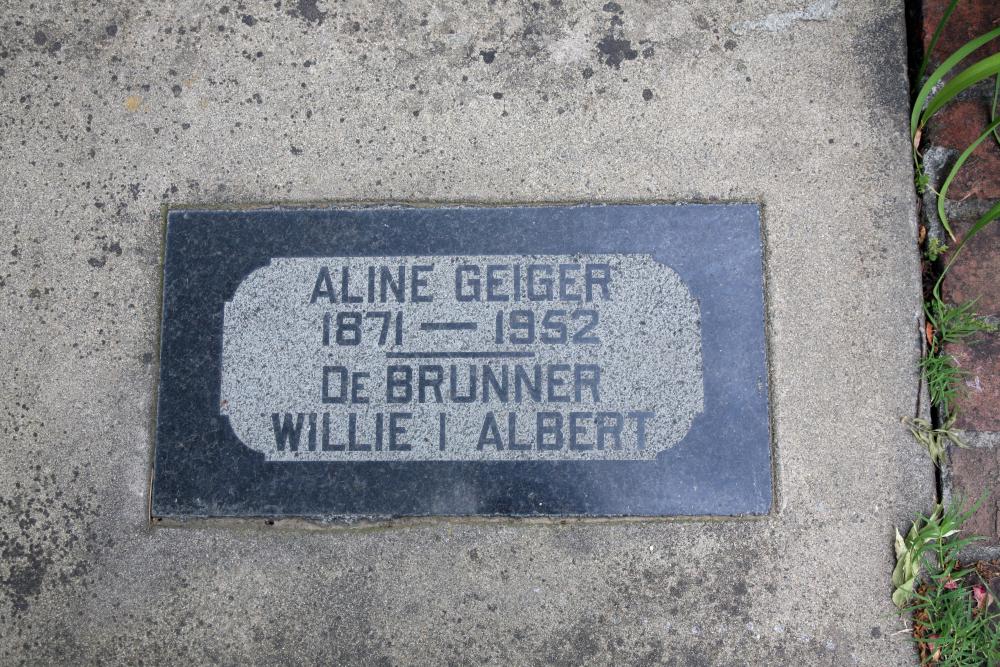 ALINE GEIGER
1871 — 1952
DE BRUNNER
WILLIE I ALBERT